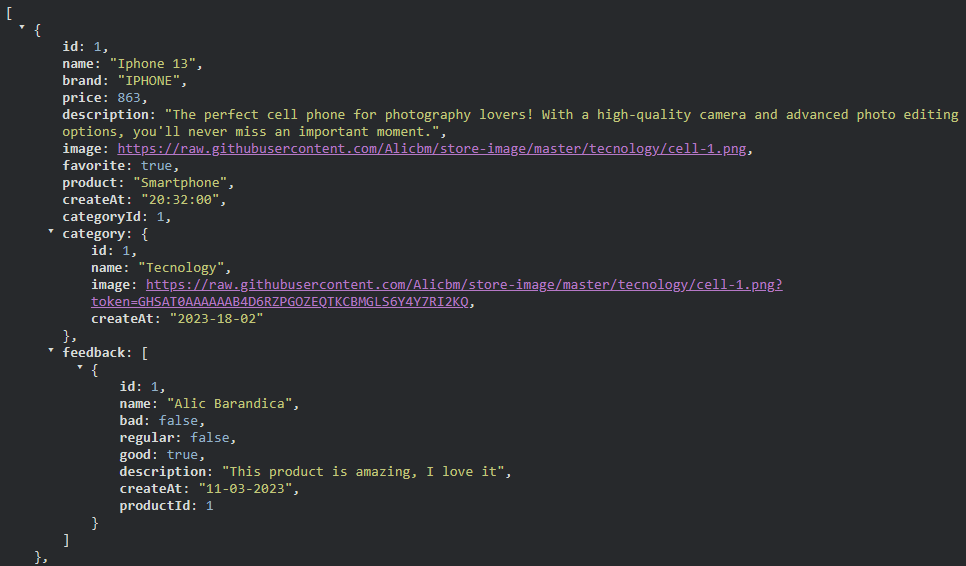 [
{
id: 1,
name: "Iphone 13",
brand: "IPHONE",
price: 863,
description: "The perfect cell phone for photography lovers! With a high-quality camera and advanced photo editing
options, you'll never miss an important moment.",
image: https://raw.githubusercontent.com/Alicbm/store-image/master/tecnology/cell-1.png,
favorite: true,
product: "Smartphone",
createAt: "20:32:00",
categoryId: 1,
category: {
id: 1,
name: "Tecnology",
image: https://raw.githubusercontent.com/Alicbm/store-image/master/tecnology/cell-1.png?
token=GHSAT0AAAAAAB4D6RZPGOZEQTKCBMGLS6Y4Y7RI2KQ,
createAt: "2023-18-02"
},
feedback: [
{
id: 1,
name: "Alic Barandica",
bad: false,
regular: false,
good: true,
description: "This product is amazing, I love it",
createAt: "11-03-2023",
productId: 1
}
]
},